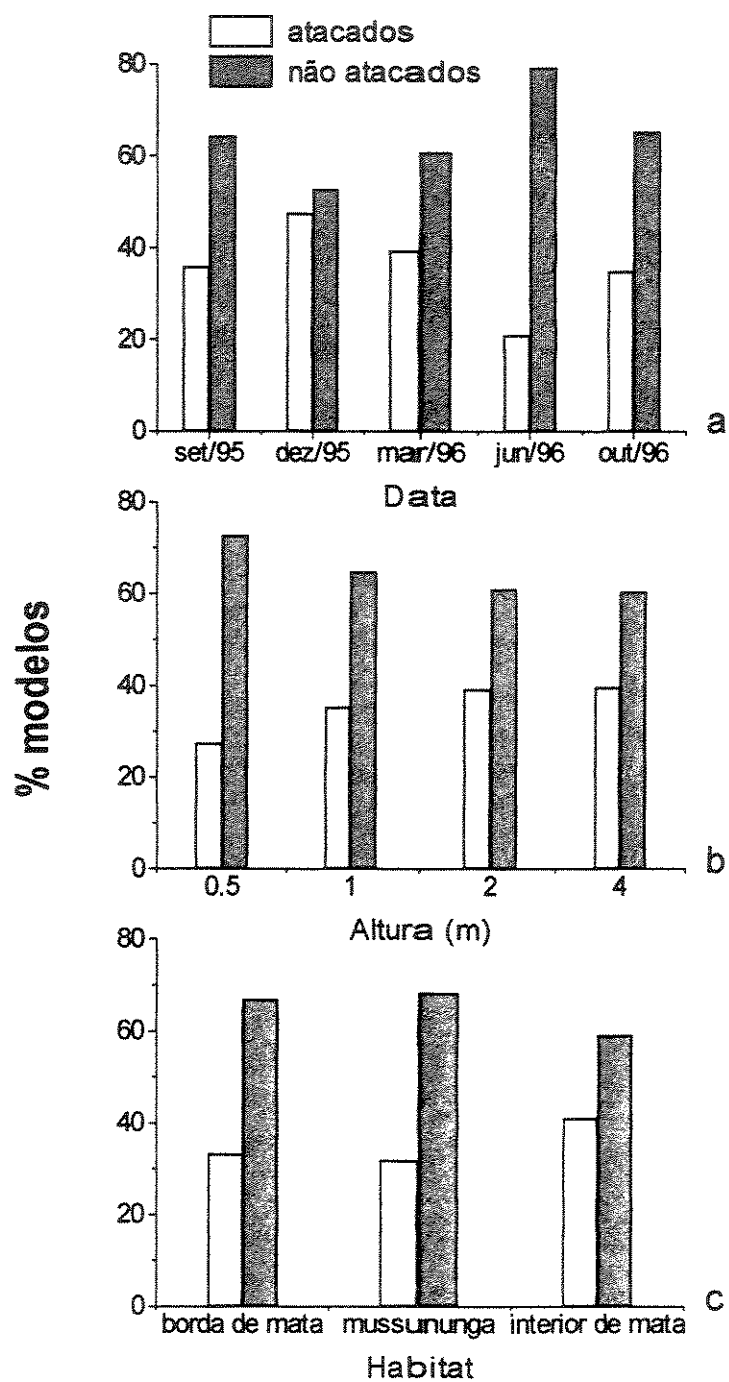 atacados
não atacados
% modelos
80
60
40
20
0
set/95 dez/95 mar/96 jun/96 out/96
Data
a
80
60
40
20
0
0.5 1 2 4
Altura (m)
b
80
60
40
20
0
borda de mata mussununga interior de mata
Habitat
c